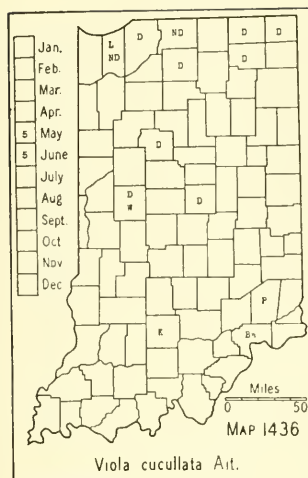 Jan.
Feb.
Mar.
Apr.
5 May
5 June
July
Aug
Sept.
Oct
Nov
Dec
L
ND
D
ND
D
D
D
D
D
D
W
D
P
K
Miles
0 50
MAP 1436
Viola cucullata Ait.